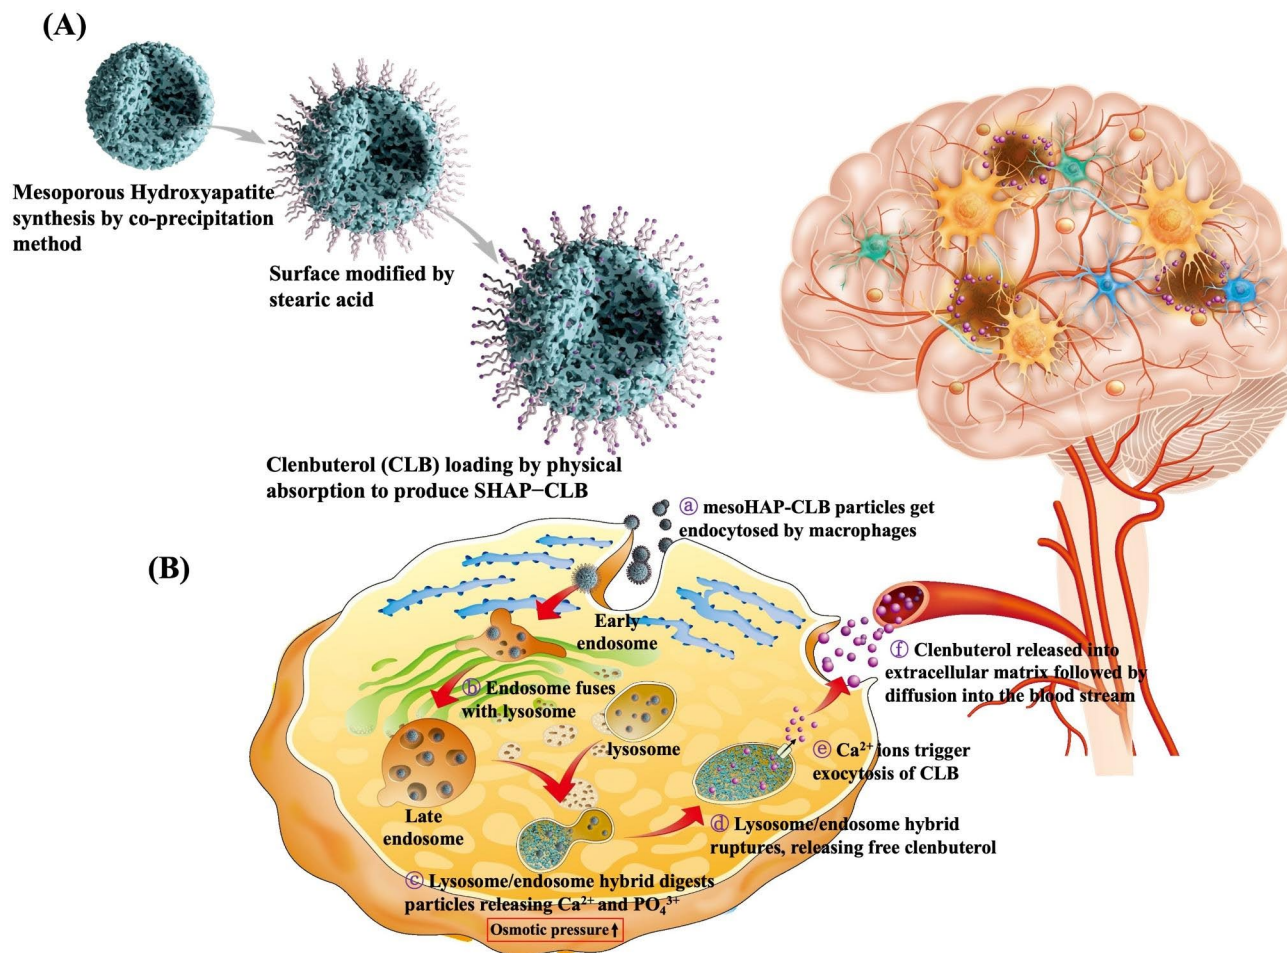 (A)
Mesoporous Hydroxyapatite
synthesis by co-precipitation
method
Surface modified by
stearic acid
Clenbuterol (CLB) loading by physical
absorption to produce SHAP−CLB
(B)
ⓐ mesoHAP-CLB particles get
endocytosed by macrophages
Early
endosome
ⓑ Endosome fuses
with lysosome
lysosome
Late
endosome
ⓒ Lysosome/endosome hybrid digests
particles releasing Ca²⁺ and PO₄³⁺
Osmotic pressure↑
ⓓ Lysosome/endosome hybrid
ruptures, releasing free clenbuterol
ⓔ Ca²⁺ ions trigger
exocytosis of CLB
ⓕ Clenbuterol released into
extracellular matrix followed by
diffusion into the blood stream